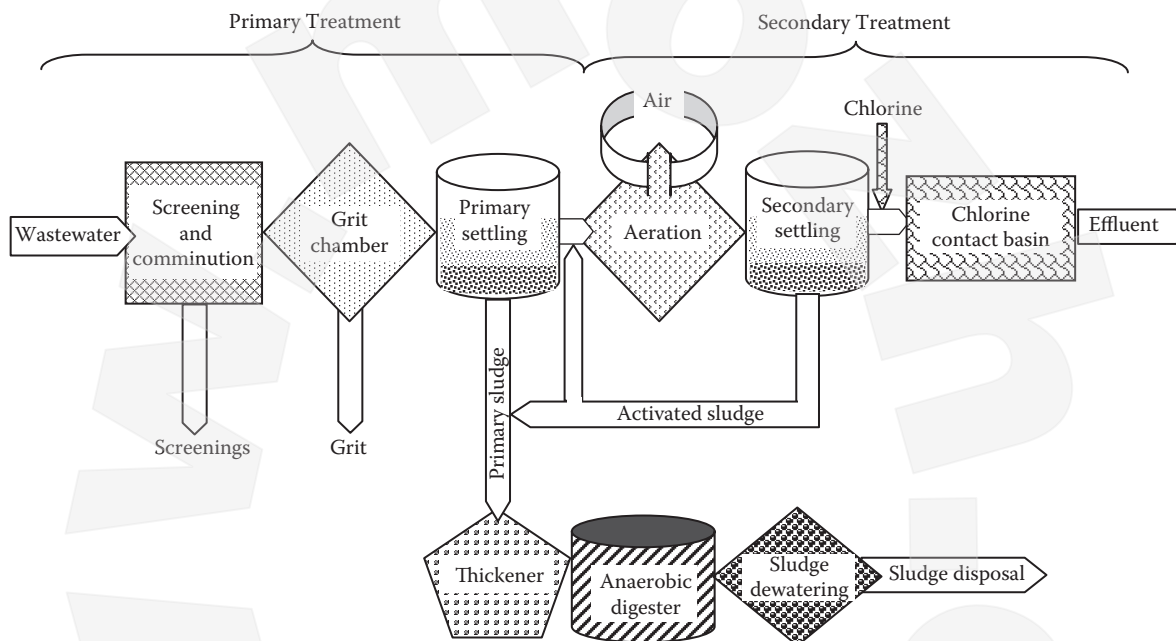 Primary Treatment
Secondary Treatment
Air
Chlorine
Wastewater
Screening
and
comminution
Grit
chamber
Primary
settling
Aeration
Secondary
settling
Chlorine
contact basin
Effluent
Primary sludge
Activated sludge
Screenings
Grit
Thickener
Anaerobic
digester
Sludge
dewatering
Sludge disposal